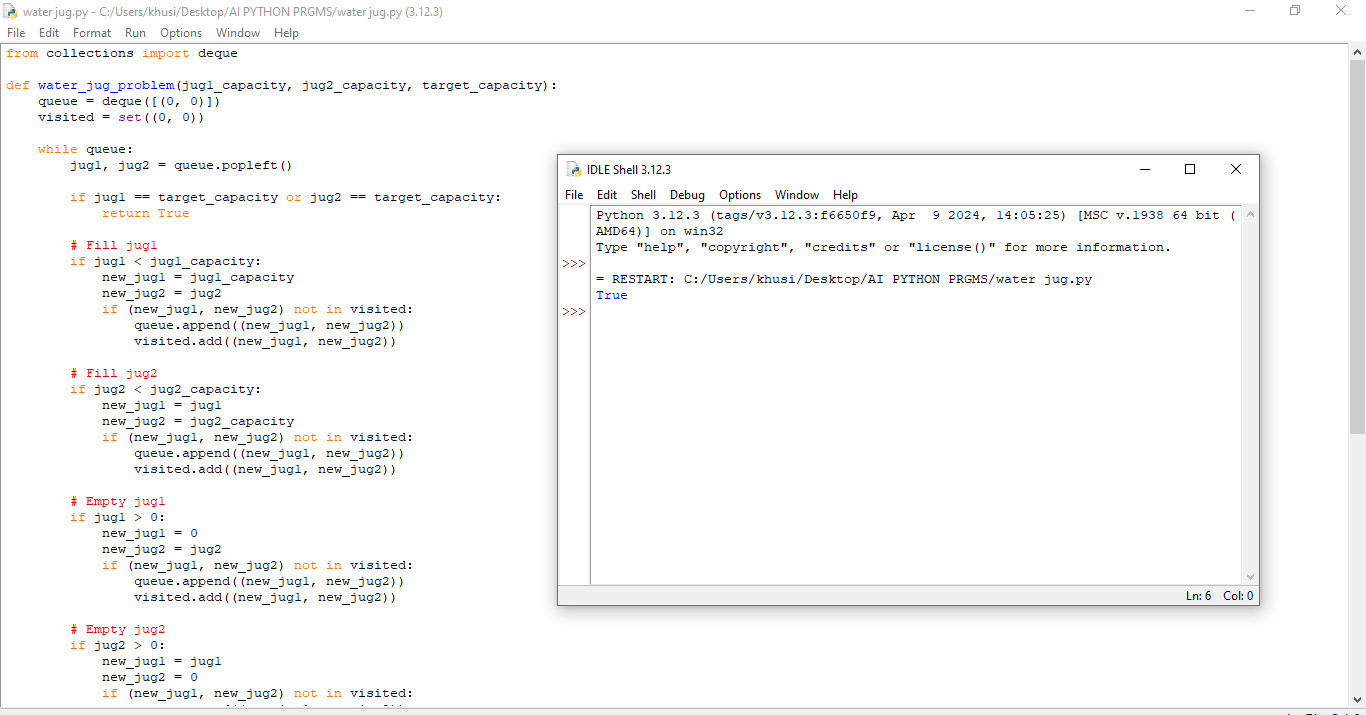 water jug.py - C:/Users/khusi/Desktop/AI PYTHON PRGMS/water jug.py (3.12.3)
File Edit Format Run Options Window Help
from collections import deque
def water_jug_problem(jug1_capacity, jug2_capacity, target_capacity):
    queue = deque([(0, 0)])
    visited = set((0, 0))
    while queue:
        jug1, jug2 = queue.popleft()
        if jug1 == target_capacity or jug2 == target_capacity:
            return True
        # Fill jug1
        if jug1 < jug1_capacity:
            new_jug1 = jug1_capacity
            new_jug2 = jug2
            if (new_jug1, new_jug2) not in visited:
                queue.append((new_jug1, new_jug2))
                visited.add((new_jug1, new_jug2))
        # Fill jug2
        if jug2 < jug2_capacity:
            new_jug1 = jug1
            new_jug2 = jug2_capacity
            if (new_jug1, new_jug2) not in visited:
                queue.append((new_jug1, new_jug2))
                visited.add((new_jug1, new_jug2))
        # Empty jug1
        if jug1 > 0:
            new_jug1 = 0
            new_jug2 = jug2
            if (new_jug1, new_jug2) not in visited:
                queue.append((new_jug1, new_jug2))
                visited.add((new_jug1, new_jug2))
        # Empty jug2
        if jug2 > 0:
            new_jug1 = jug1
            new_jug2 = 0
            if (new_jug1, new_jug2) not in visited:
IDLE Shell 3.12.3
File Edit Shell Debug Options Window Help
Python 3.12.3 (tags/v3.12.3:f6650f9, Apr  9 2024, 14:05:25) [MSC v.1938 64 bit (
AMD64)] on win32
Type "help", "copyright", "credits" or "license()" for more information.
>>>
= RESTART: C:/Users/khusi/Desktop/AI PYTHON PRGMS/water jug.py
True
>>>
Ln: 6 Col: 0